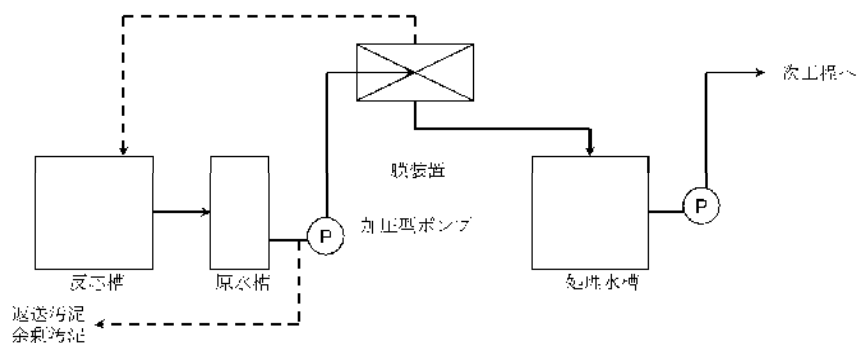 次工程へ
膜装置
P
P
加圧型ポンプ
反応槽
原水槽
処理水槽
返送汚泥
余剰汚泥